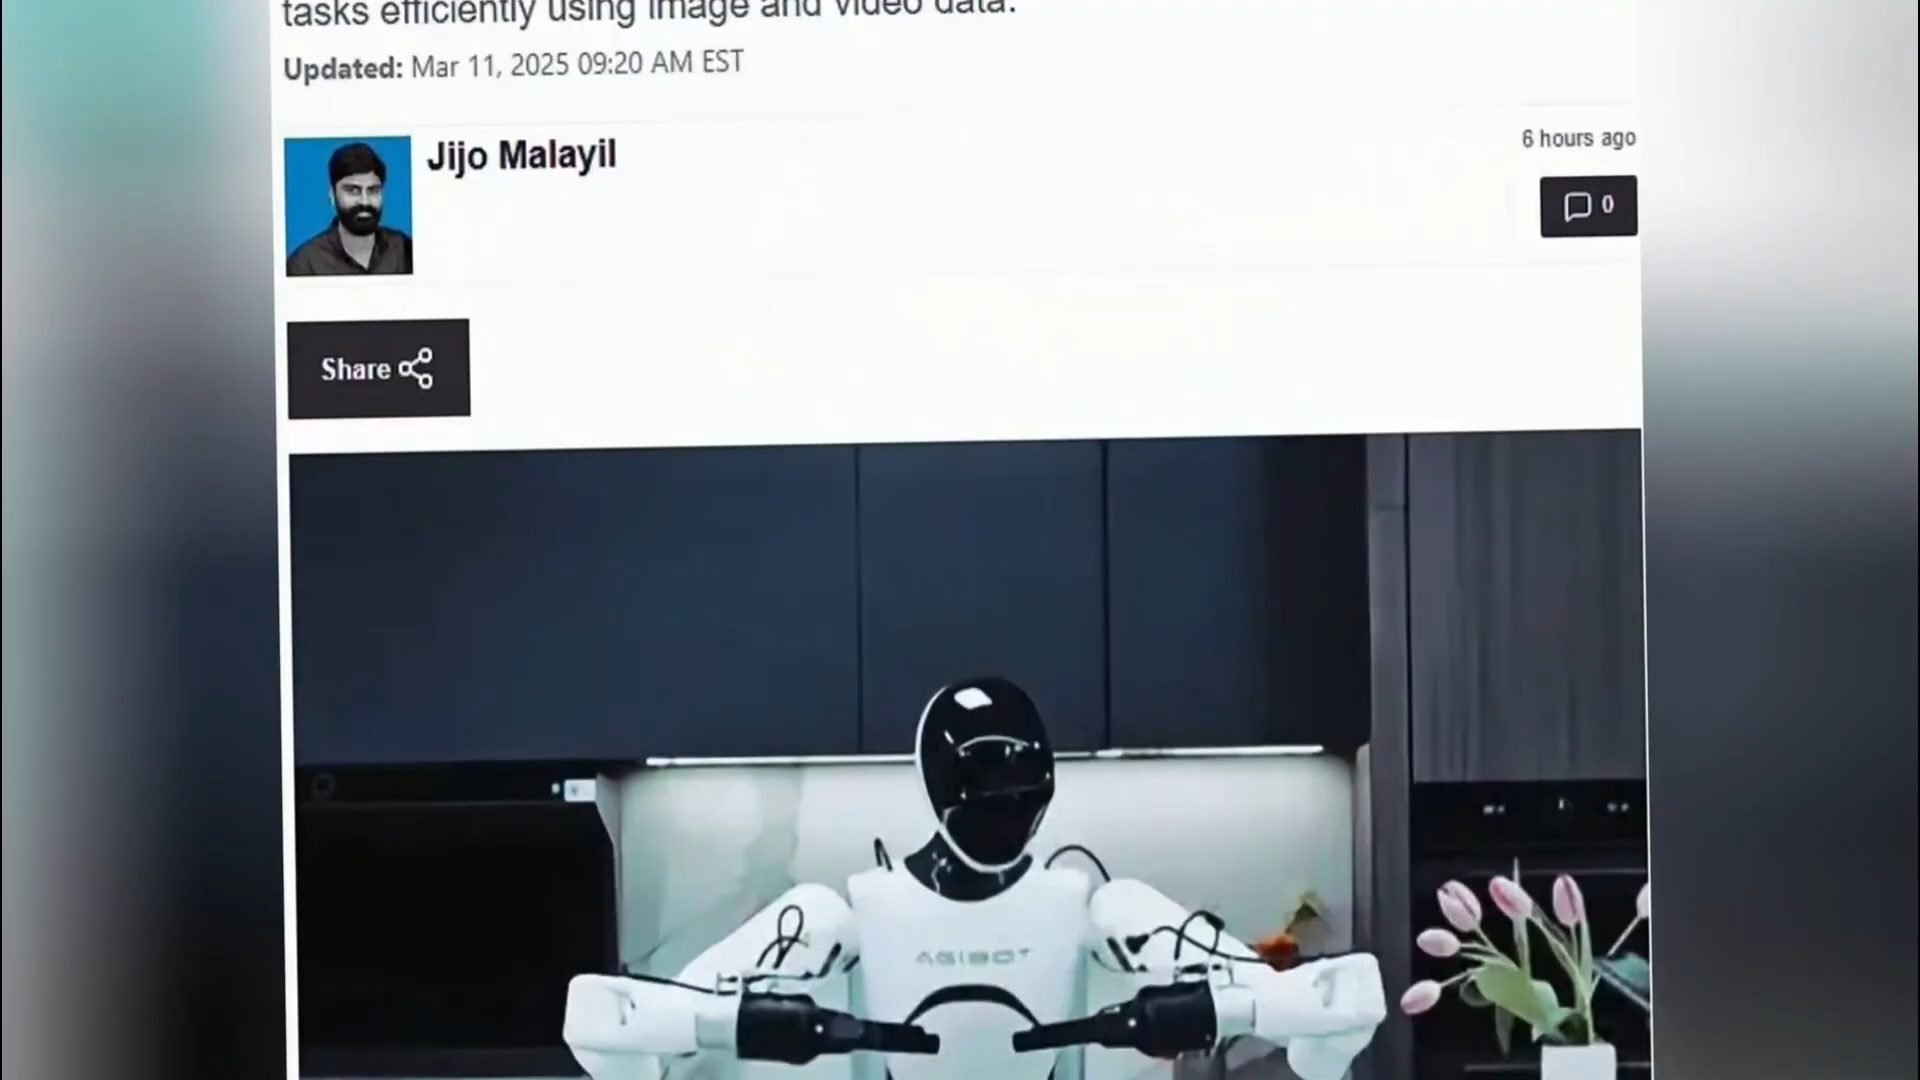 tasks efficiently using image and video data.
Updated: Mar 11, 2025 09:20 AM EST
Jijo Malayil
6 hours ago
0
Share
AGIBOT